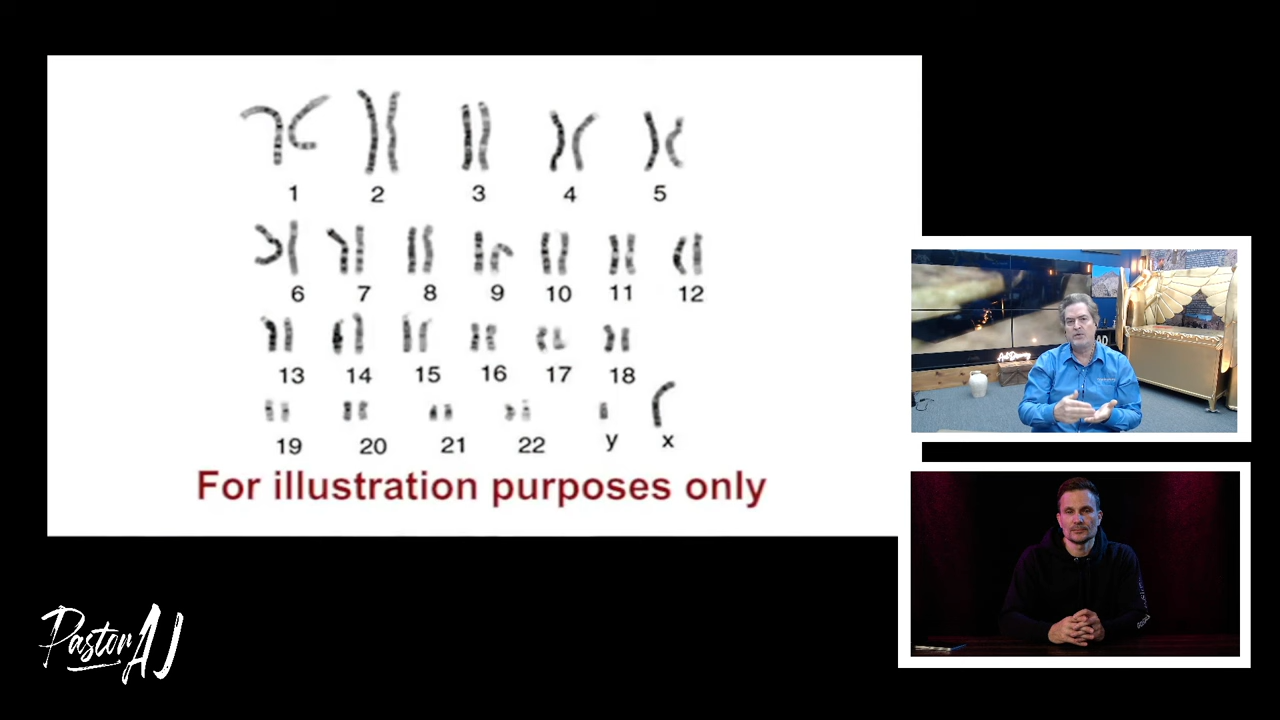 1 2 3 4 5
6 7 8 9 10 11 12
13 14 15 16 17 18
19 20 21 22 y x
For illustration purposes only
Pastor AJ